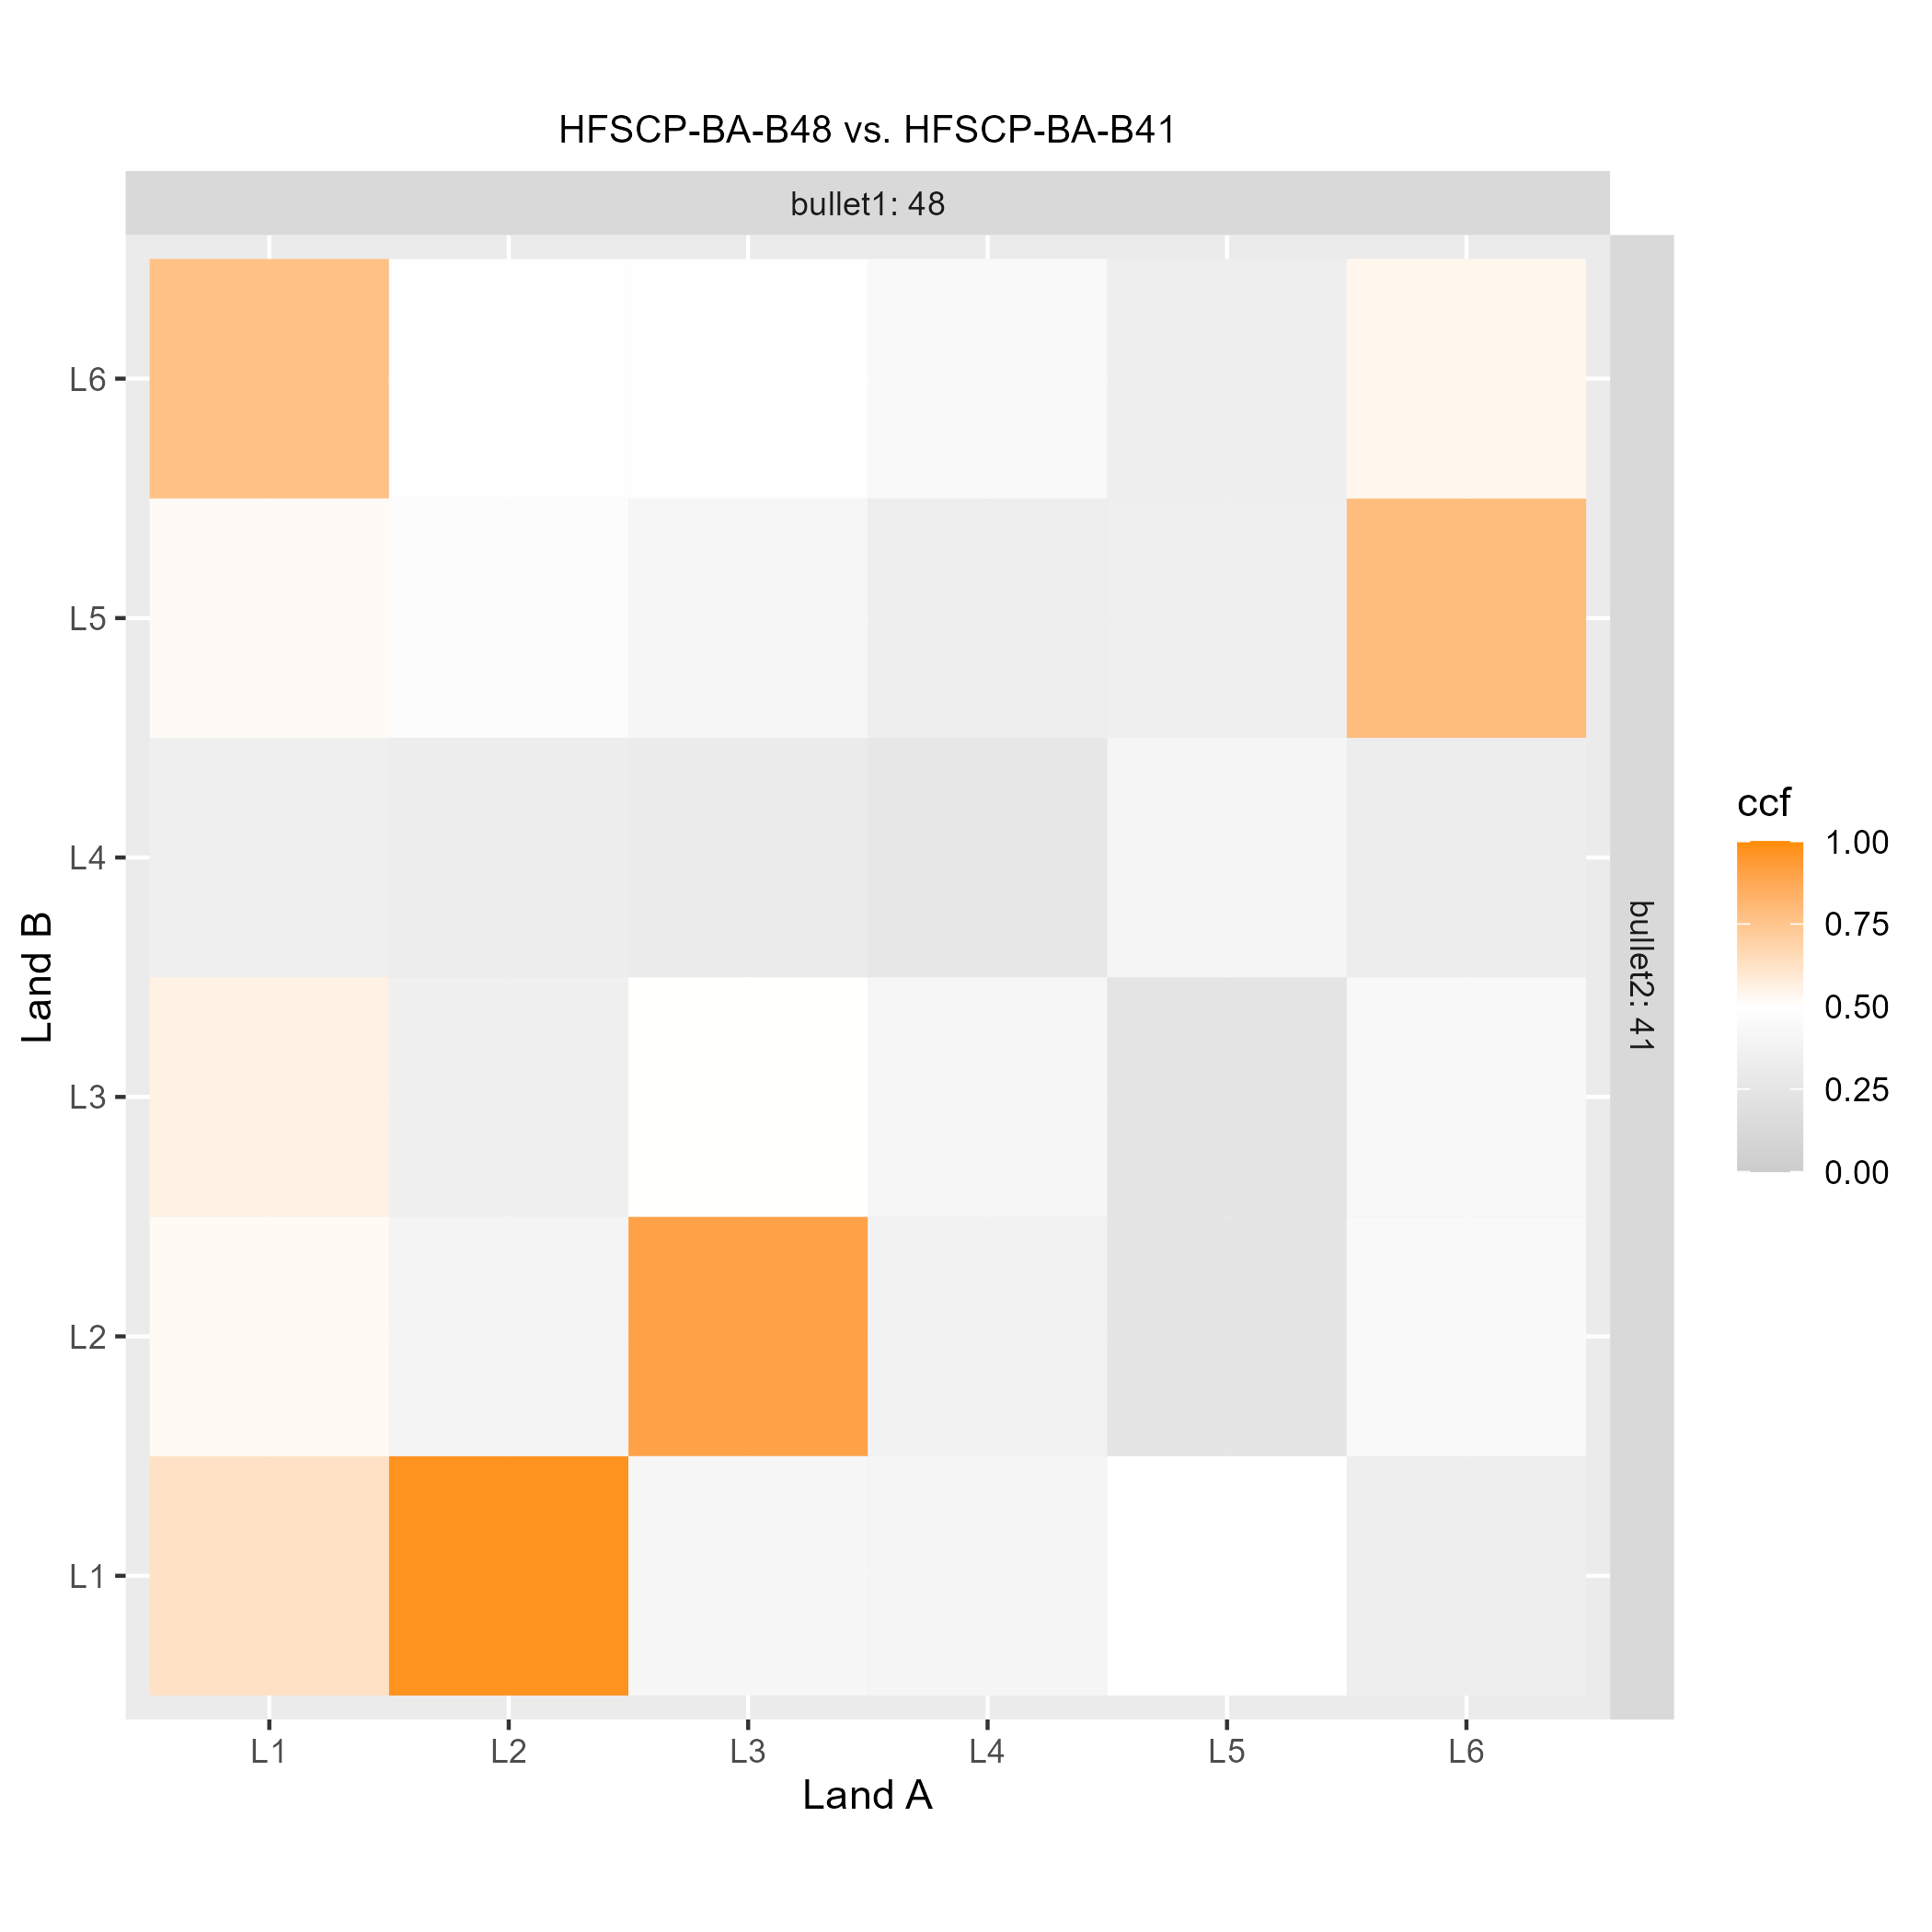 HFSCP-BA-B48 vs. HFSCP-BA-B41
bullet1: 48
L6
L5
L4
L3
L2
L1
Land B
bullet2: 41
L1 L2 L3 L4 L5 L6
Land A
ccf
1.00
0.75
0.50
0.25
0.00